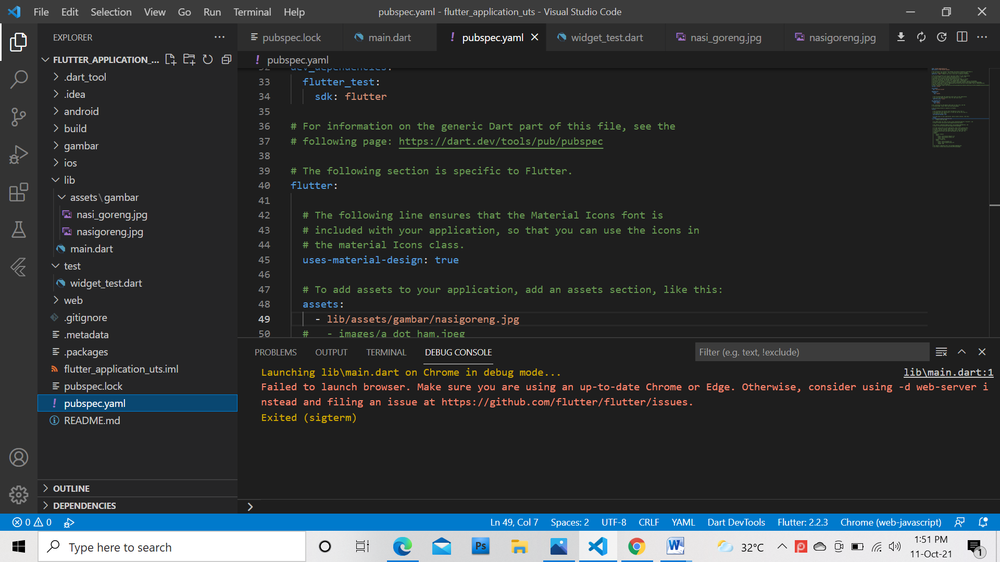 File Edit Selection View Go Run Terminal Help
pubspec.yaml - flutter_application_uts - Visual Studio Code
EXPLORER
FLUTTER_APPLICATION_...
.dart_tool
.idea
android
build
gambar
ios
lib
assets\gambar
nasi_goreng.jpg
nasigoreng.jpg
main.dart
test
widget_test.dart
web
.gitignore
.metadata
.packages
flutter_application_uts.iml
pubspec.lock
pubspec.yaml
README.md
OUTLINE
DEPENDENCIES
pubspec.lock main.dart ! pubspec.yaml widget_test.dart nasi_goreng.jpg nasigoreng.jpg
! pubspec.yaml
32 dev_dependencies:
33 flutter_test:
34 sdk: flutter
35
36 # For information on the generic Dart part of this file, see the
37 # following page: https://dart.dev/tools/pub/pubspec
38
39 # The following section is specific to Flutter.
40 flutter:
41
42 # The following line ensures that the Material Icons font is
43 # included with your application, so that you can use the icons in
44 # the material Icons class.
45 uses-material-design: true
46
47 # To add assets to your application, add an assets section, like this:
48 assets:
49 - lib/assets/gambar/nasigoreng.jpg
50 #   - images/a_dot_ham.jpeg
PROBLEMS OUTPUT TERMINAL DEBUG CONSOLE
Filter (e.g. text, !exclude)
Launching lib\main.dart on Chrome in debug mode...
lib\main.dart:1
Failed to launch browser. Make sure you are using an up-to-date Chrome or Edge. Otherwise, consider using -d web-server i
nstead and filing an issue at https://github.com/flutter/flutter/issues.
Exited (sigterm)
0 0
Ln 49, Col 7 Spaces: 2 UTF-8 CRLF YAML Dart DevTools Flutter: 2.2.3 Chrome (web-javascript)
Type here to search
Ps
W
32°C
1:51 PM
11-Oct-21
1